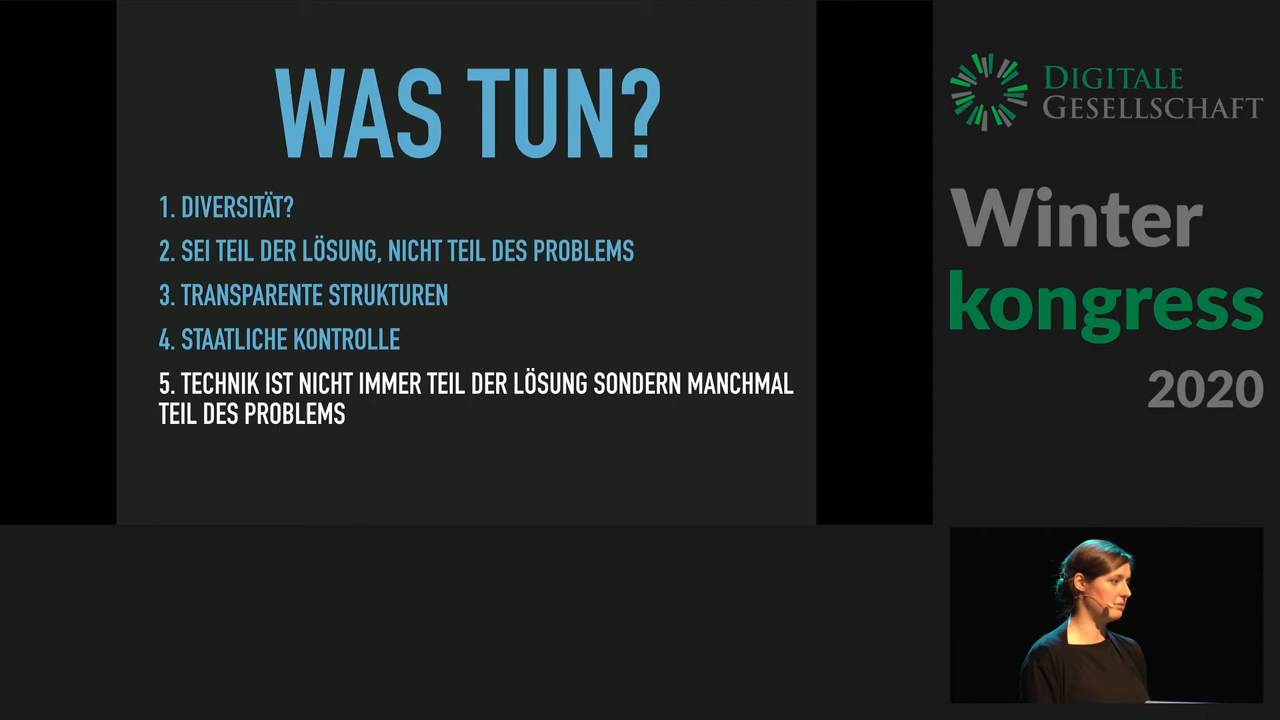 WAS TUN?
1. DIVERSITÄT?
2. SEI TEIL DER LÖSUNG, NICHT TEIL DES PROBLEMS
3. TRANSPARENTE STRUKTUREN
4. STAATLICHE KONTROLLE
5. TECHNIK IST NICHT IMMER TEIL DER LÖSUNG SONDERN MANCHMAL
TEIL DES PROBLEMS
DIGITALE
GESELLSCHAFT
Winter
kongress
2020